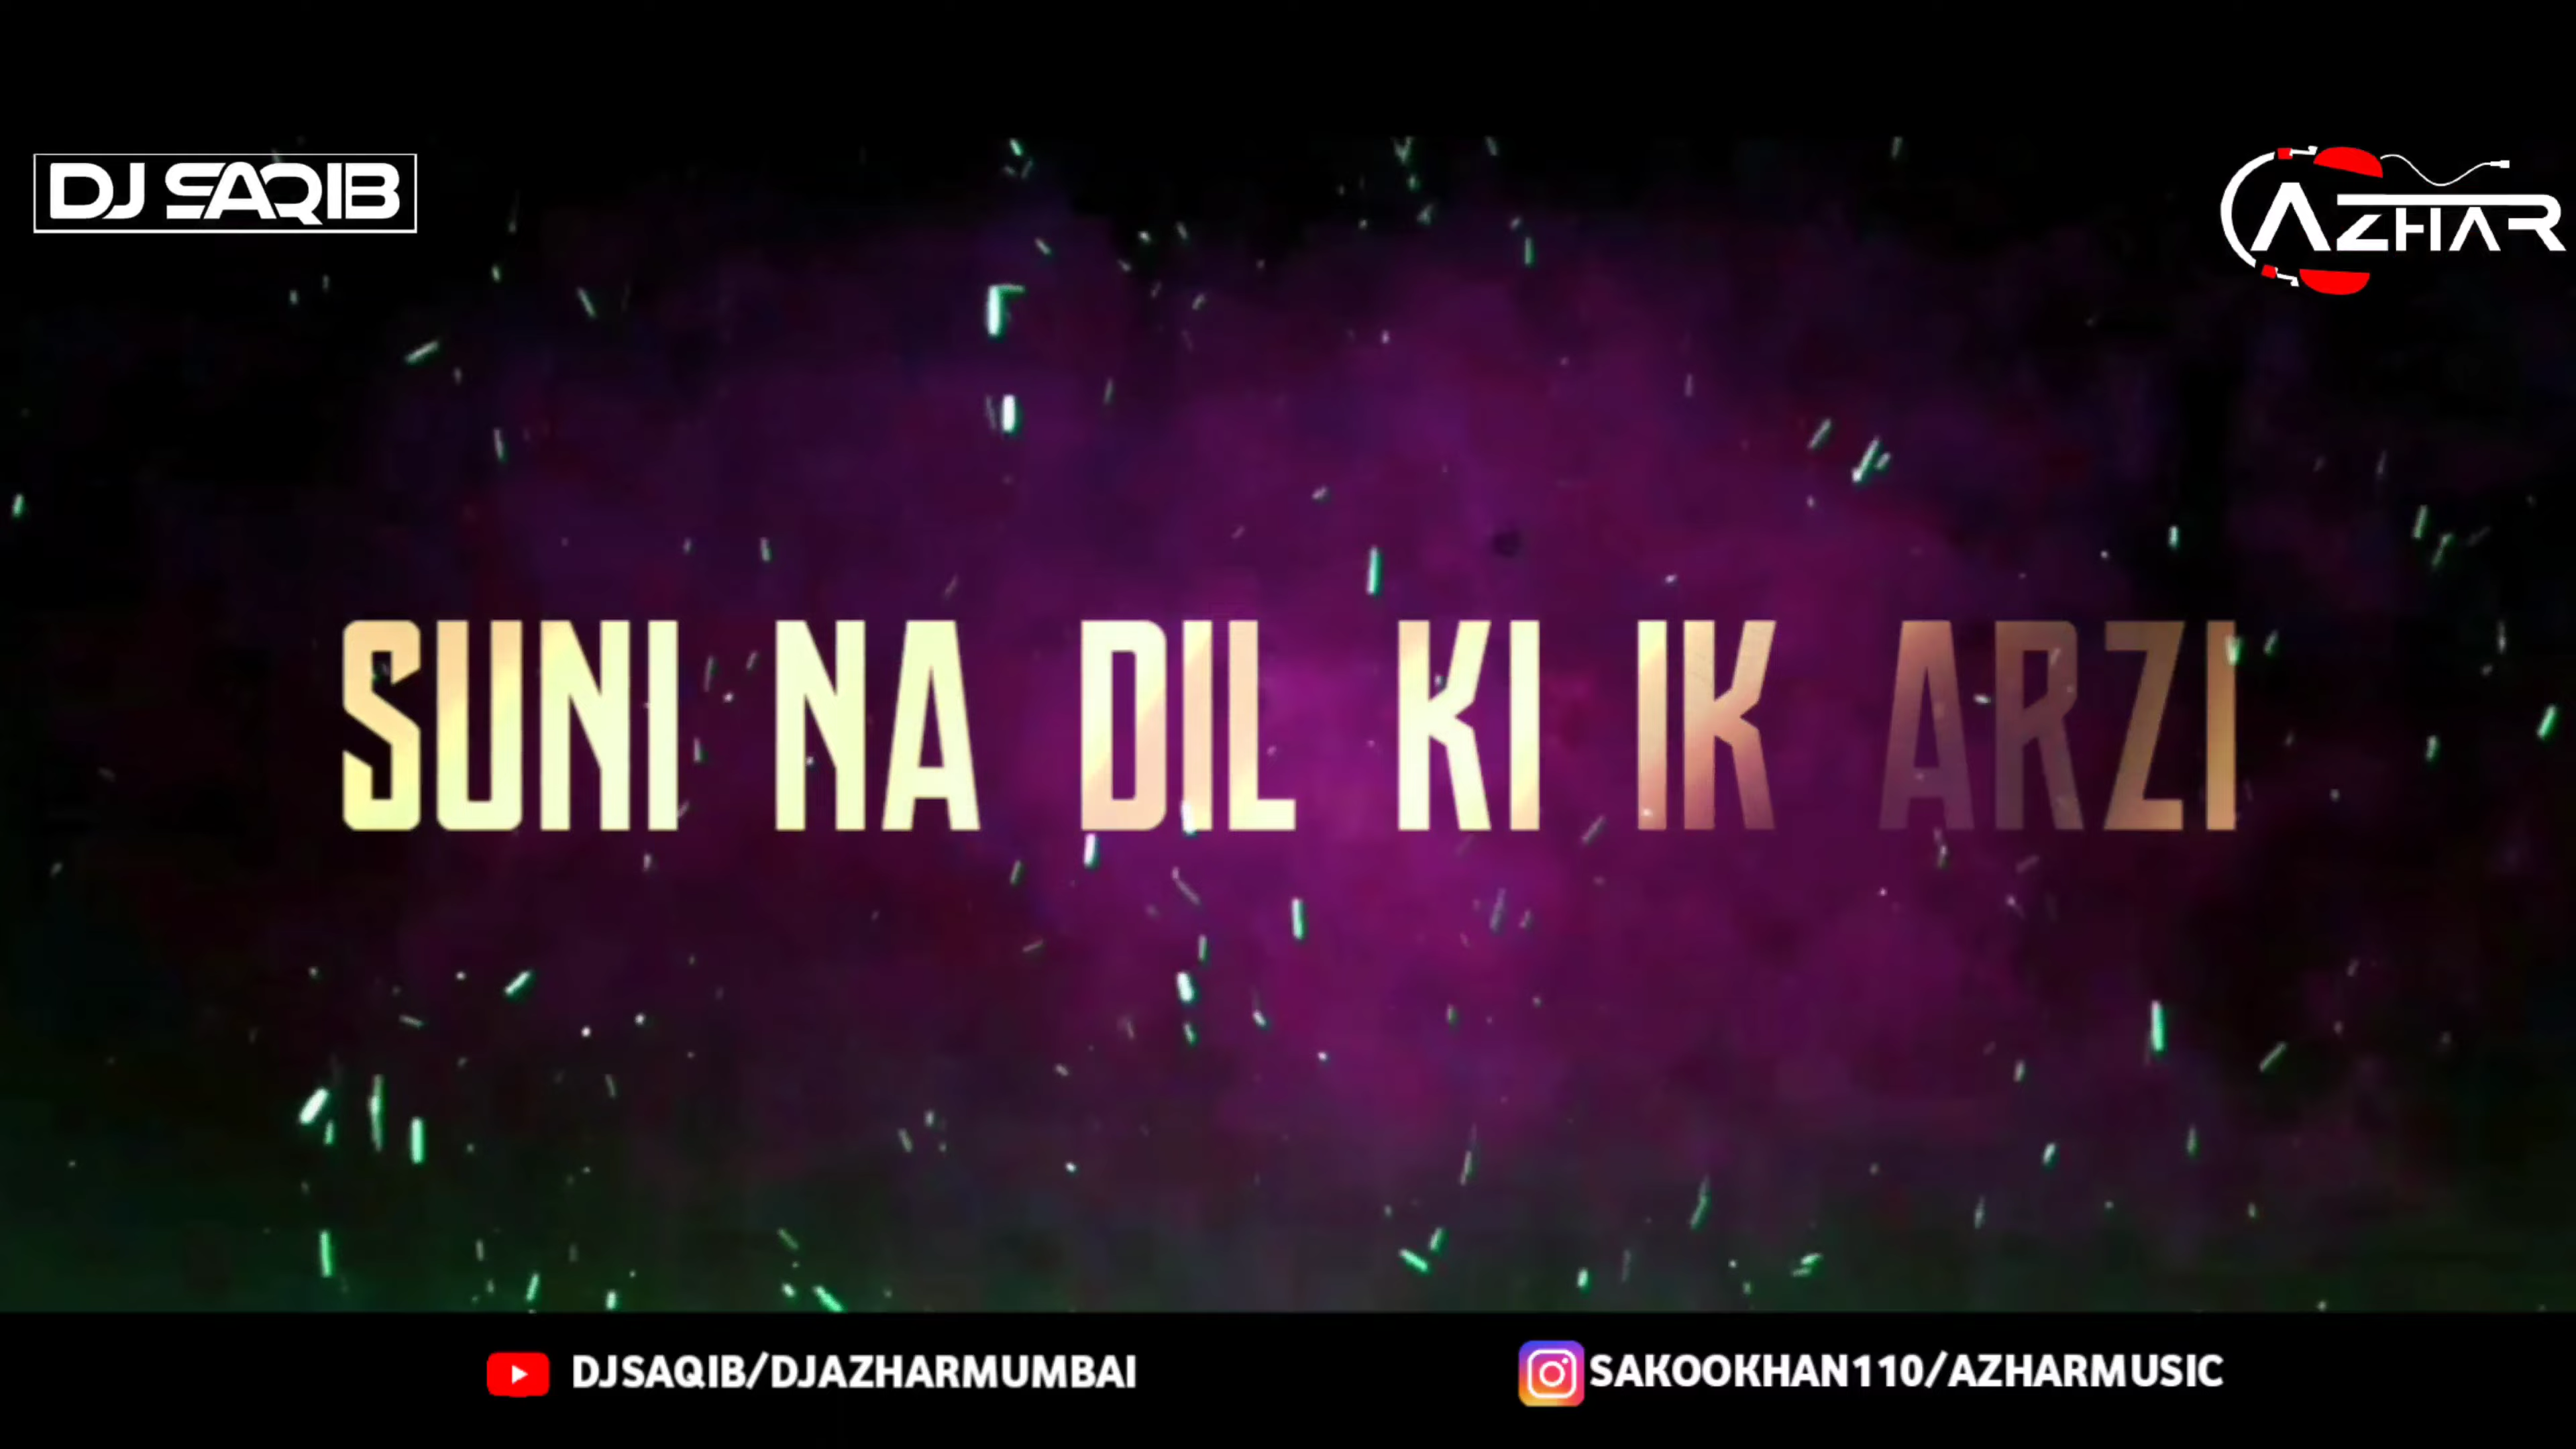 DJ SAQIB
AZHAR
SUNI NA DIL KI IK ARZI
DJSAQIB/DJAZHARMUMBAI
SAKOOKHAN110/AZHARMUSIC